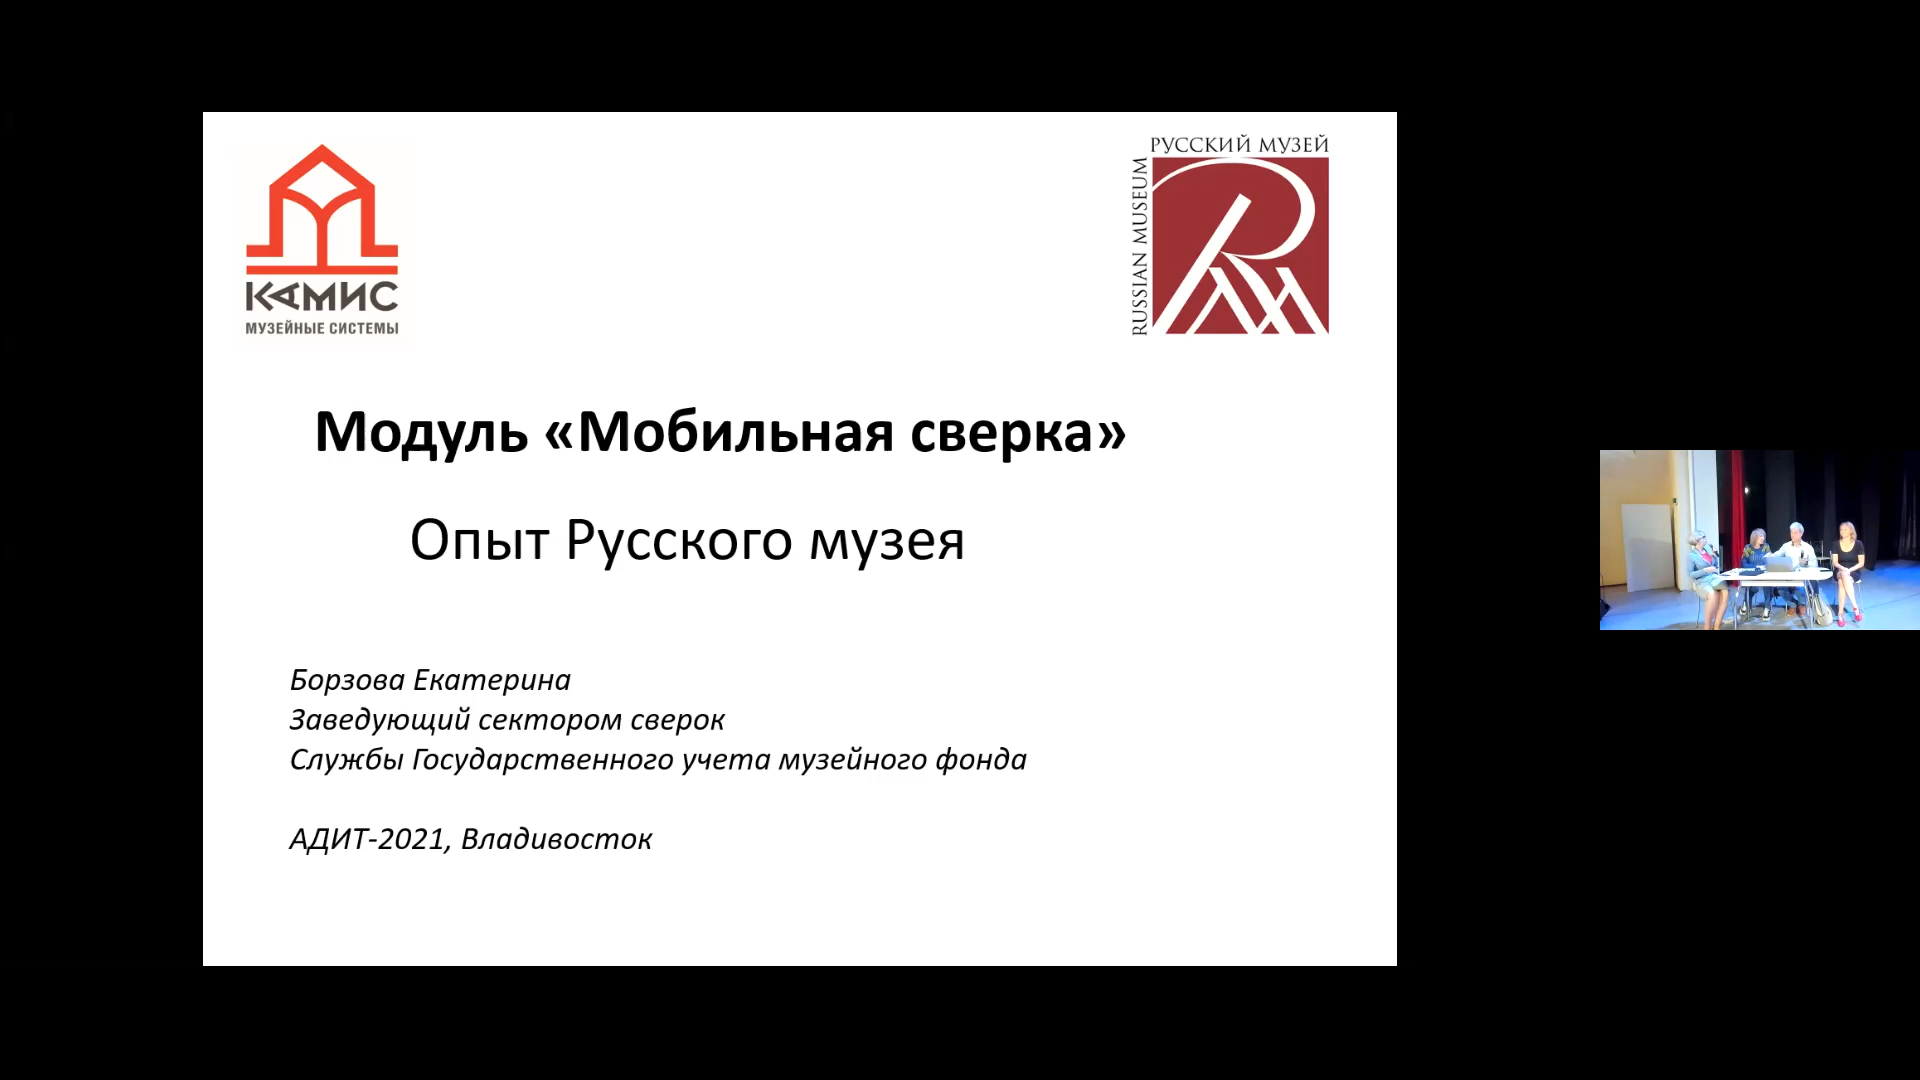 КАМИС
МУЗЕЙНЫЕ СИСТЕМЫ
РУССКИЙ МУЗЕЙ
RUSSIAN MUSEUM
Модуль «Мобильная сверка»
Опыт Русского музея
Борзова Екатерина
Заведующий сектором сверок
Службы Государственного учета музейного фонда
АДИТ-2021, Владивосток